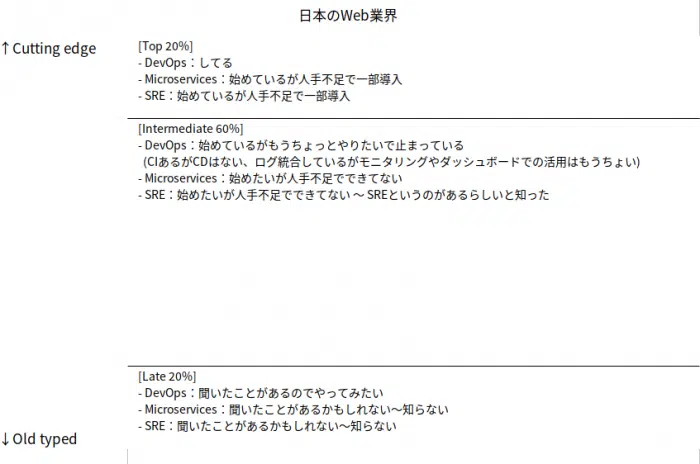 日本のWeb業界
↑Cutting edge
[Top 20%]
- DevOps：してる
- Microservices：始めているが人手不足で一部導入
- SRE：始めているが人手不足で一部導入
[Intermediate 60%]
- DevOps：始めているがもうちょっとやりたいで止まっている
(CIあるがCDはない、ログ統合しているがモニタリングやダッシュボードでの活用はもうちょい)
- Microservices：始めたいが人手不足でできてない
- SRE：始めたいが人手不足でできてない ～ SREというのがあるらしいと知った
[Late 20%]
- DevOps：聞いたことがあるのでやってみたい
- Microservices：聞いたことがあるかもしれない～知らない
- SRE：聞いたことがあるかもしれない～知らない
↓Old typed